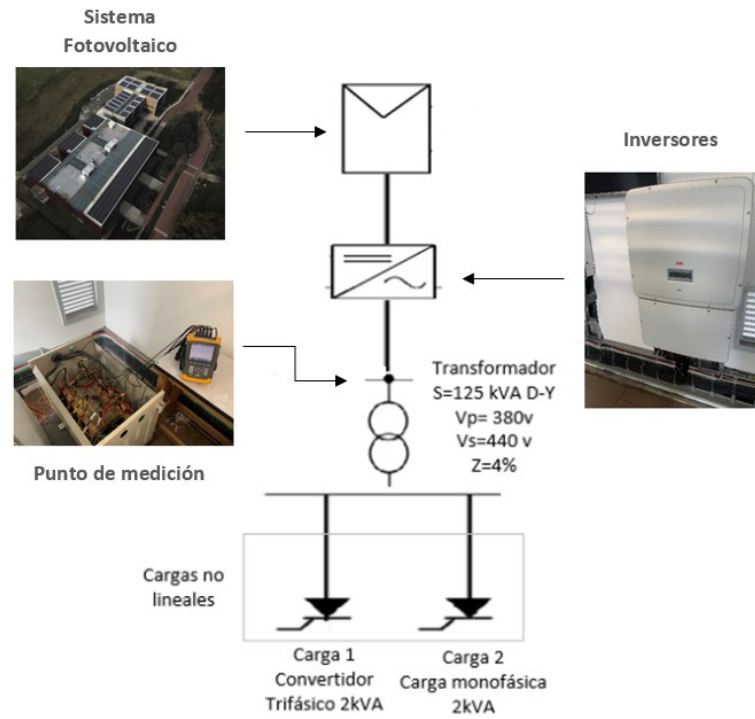 Sistema
Fotovoltaico
Inversores
Transformador
S=125 kVA D-Y
Vp= 380v
Vs=440 v
Z=4%
Punto de medición
Cargas no
lineales
Carga 1
Convertidor
Trifásico 2kVA
Carga 2
Carga monofásica
2kVA